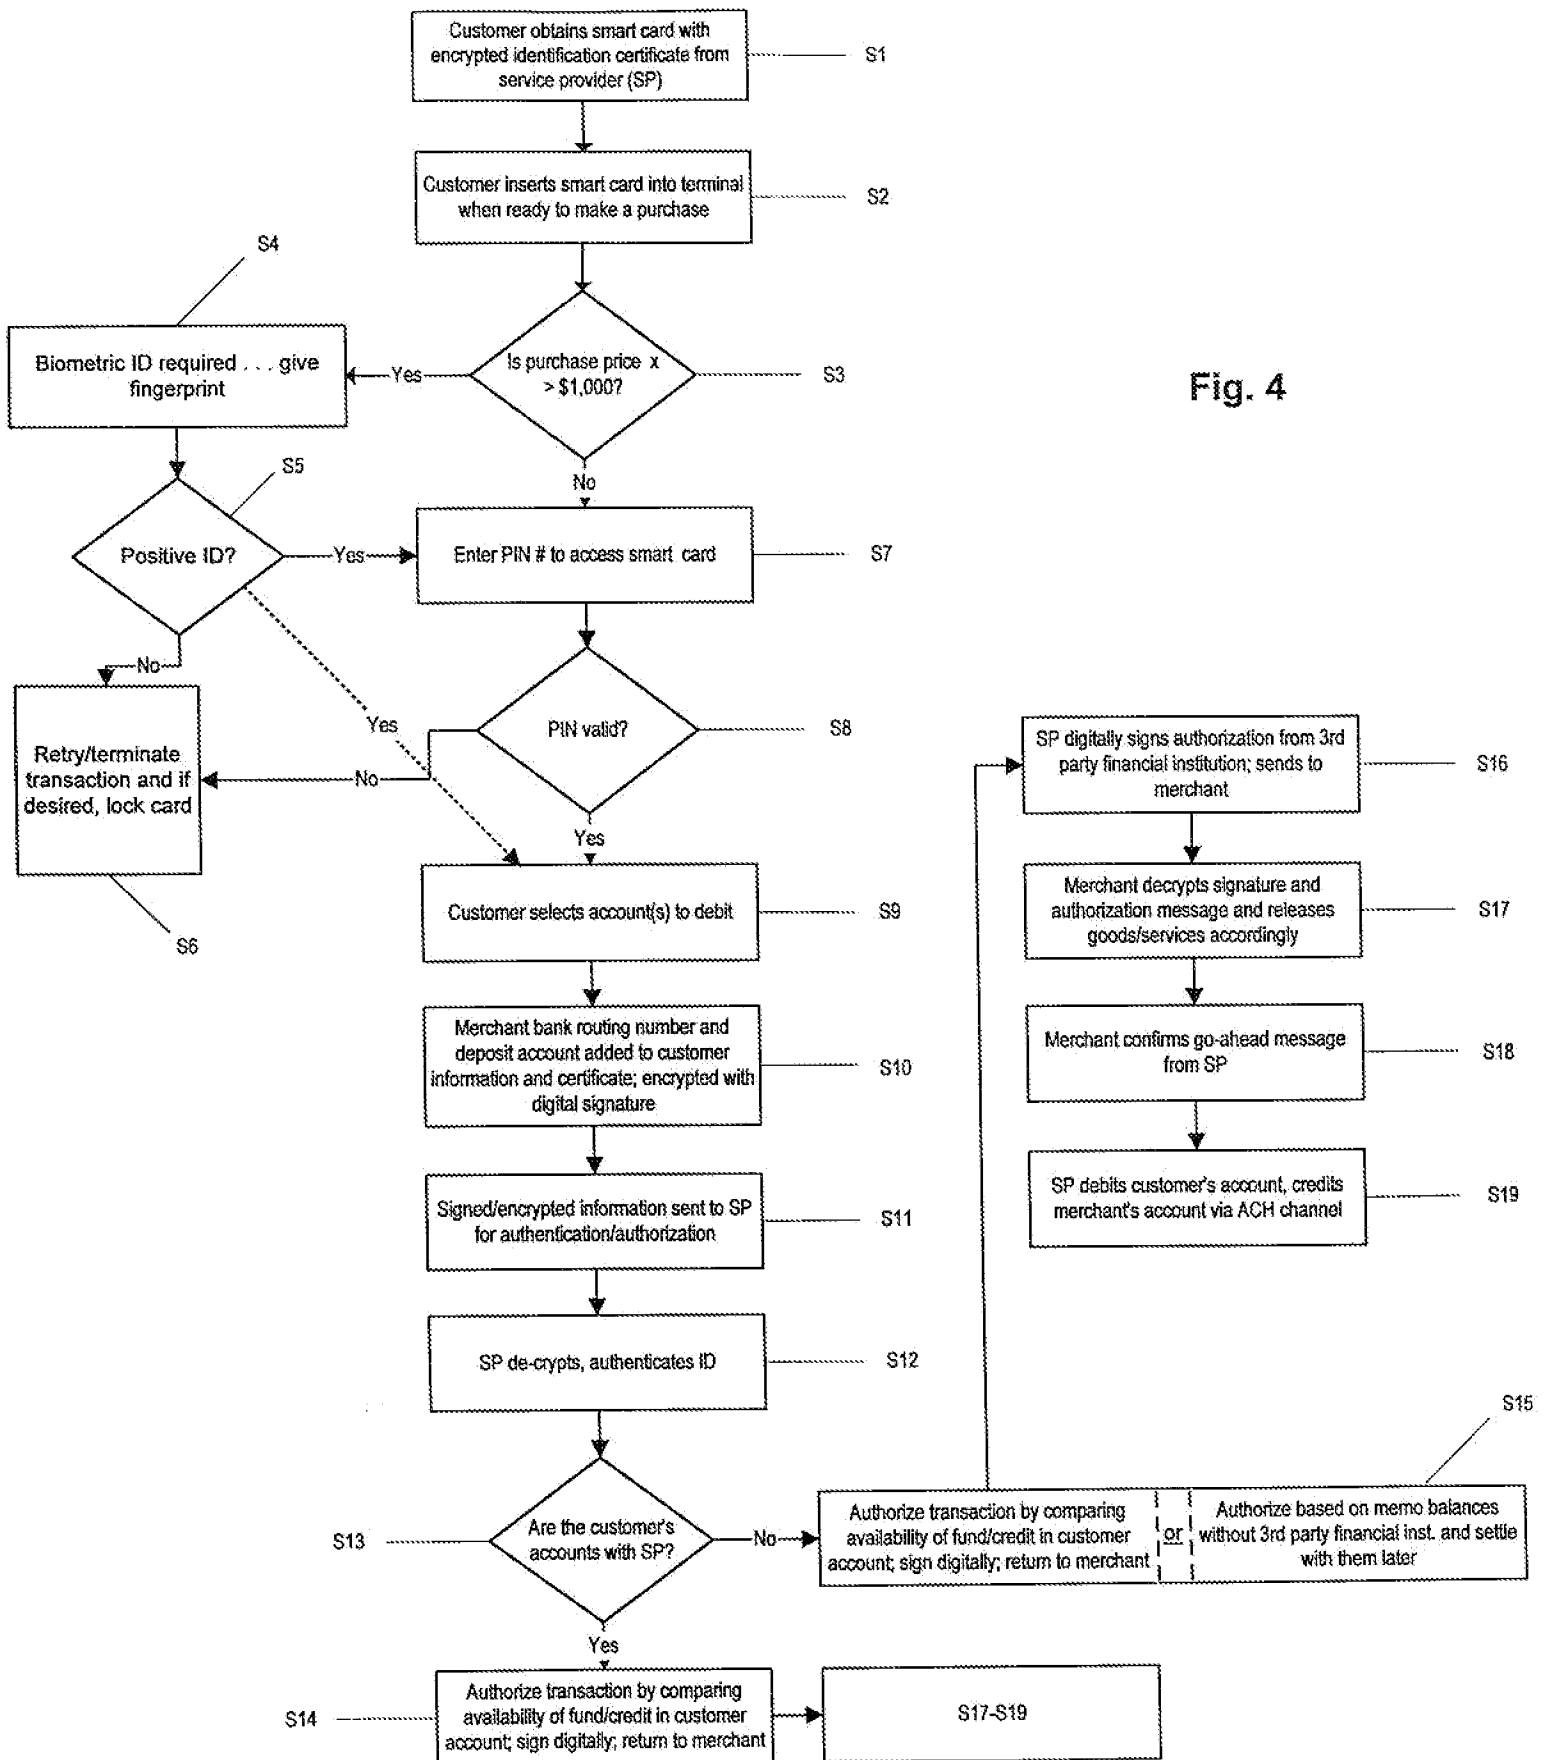 Customer obtains smart card with
encrypted identification certificate from
service provider (SP)
S1
Customer inserts smart card into terminal
when ready to make a purchase
S2
S4
Biometric ID required . . . give
fingerprint
Yes
Is purchase price x
> $1,000?
S3
Fig. 4
No
S5
Positive ID?
Yes
Enter PIN # to access smart card
S7
No
Yes
PIN valid?
S8
Retry/terminate
transaction and if
desired, lock card
No
S6
Yes
Customer selects account(s) to debit
S9
Merchant bank routing number and
deposit account added to customer
information and certificate; encrypted with
digital signature
S10
Signed/encrypted information sent to SP
for authentication/authorization
S11
SP de-crypts, authenticates ID
S12
S13
Are the customer's
accounts with SP?
No
Authorize transaction by comparing
availability of fund/credit in customer
account; sign digitally; return to merchant
or
Authorize based on memo balances
without 3rd party financial inst. and settle
with them later
S15
Yes
S14
Authorize transaction by comparing
availability of fund/credit in customer
account; sign digitally; return to merchant
S17-S19
SP digitally signs authorization from 3rd
party financial institution; sends to
merchant
S16
Merchant decrypts signature and
authorization message and releases
goods/services accordingly
S17
Merchant confirms go-ahead message
from SP
S18
SP debits customer's account, credits
merchant's account via ACH channel
S19